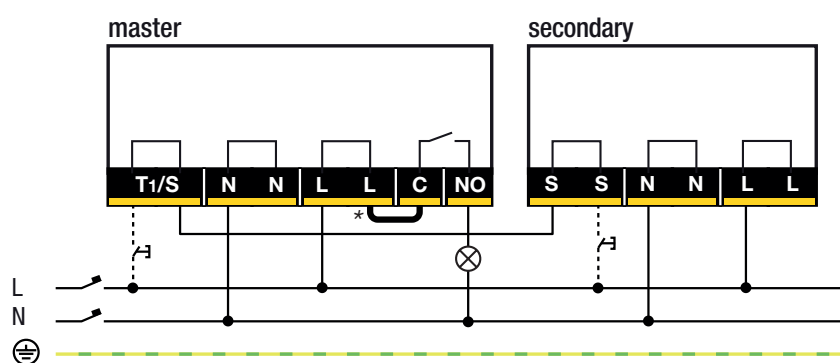 master
secondary
T1/S N N L L C NO
S S N N L L
*
L
N